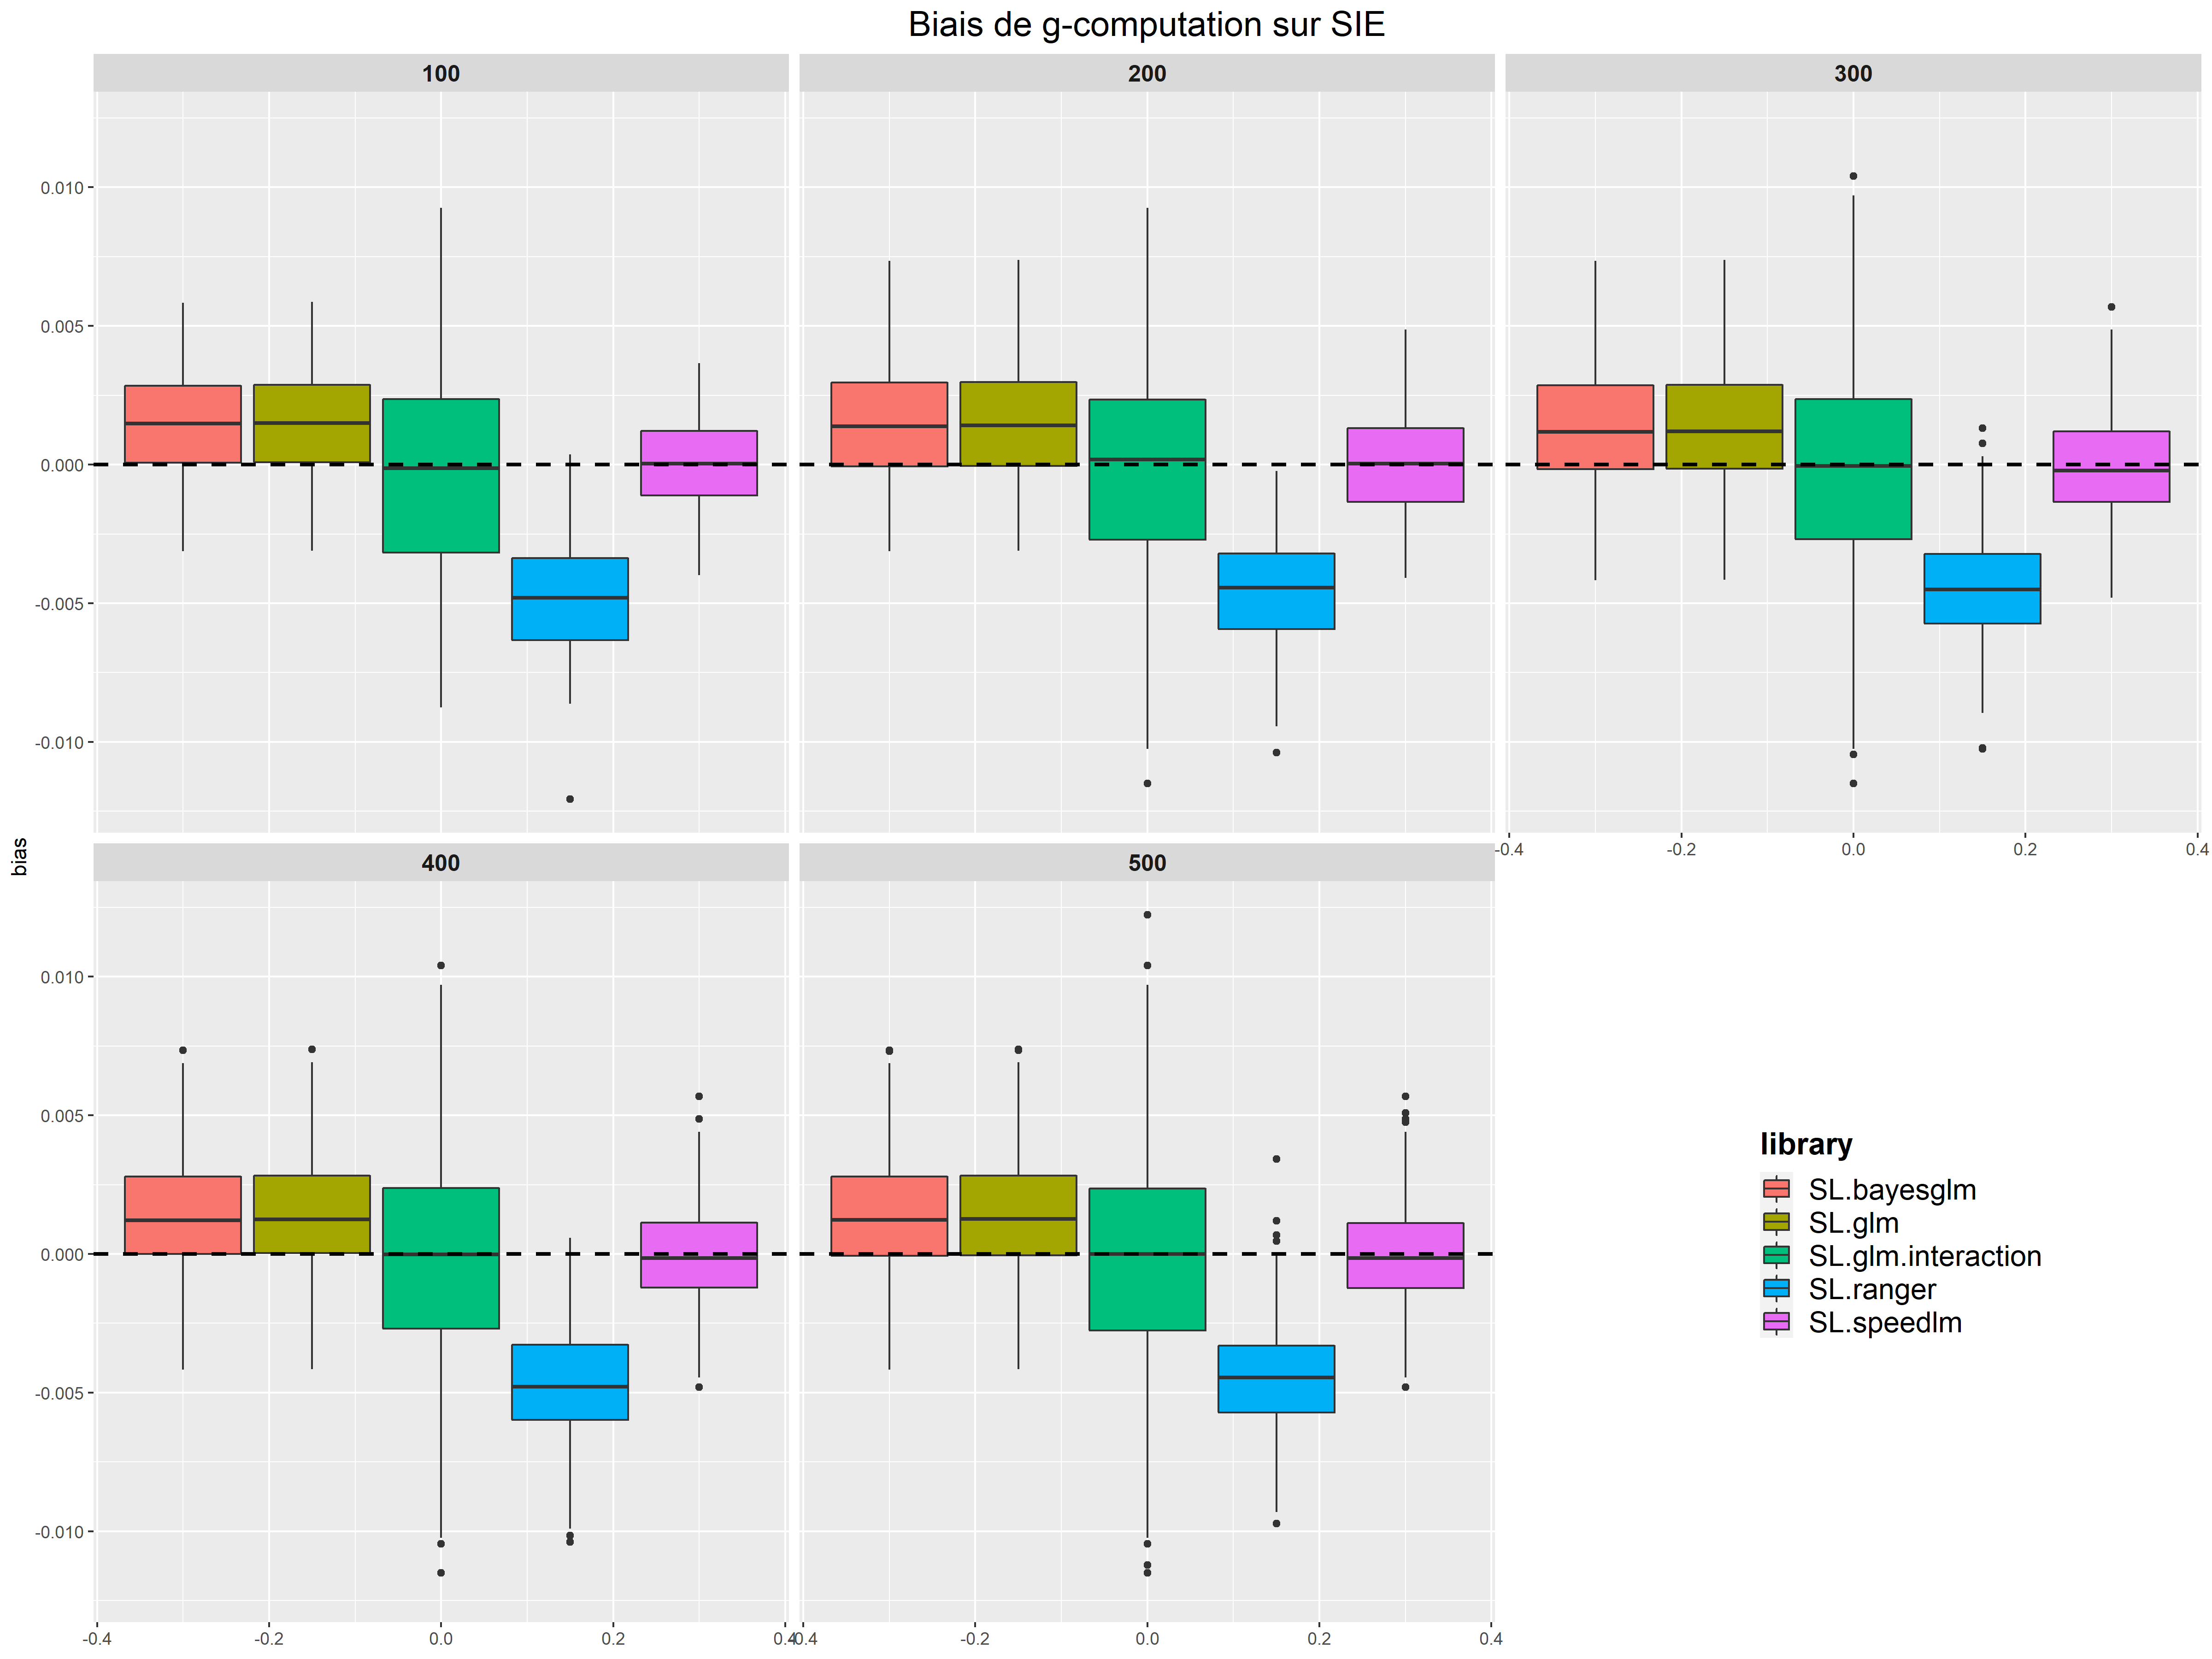 Biais de g-computation sur SIE
100 200 300
0.010
0.005
0.000
-0.005
-0.010
-0.4 -0.2 0.0 0.2 0.4
bias
400 500
0.010
0.005
0.000
-0.005
-0.010
-0.4 -0.2 0.0 0.2 0.4
-0.4 -0.2 0.0 0.2 0.4
library
SL.bayesglm
SL.glm
SL.glm.interaction
SL.ranger
SL.speedlm